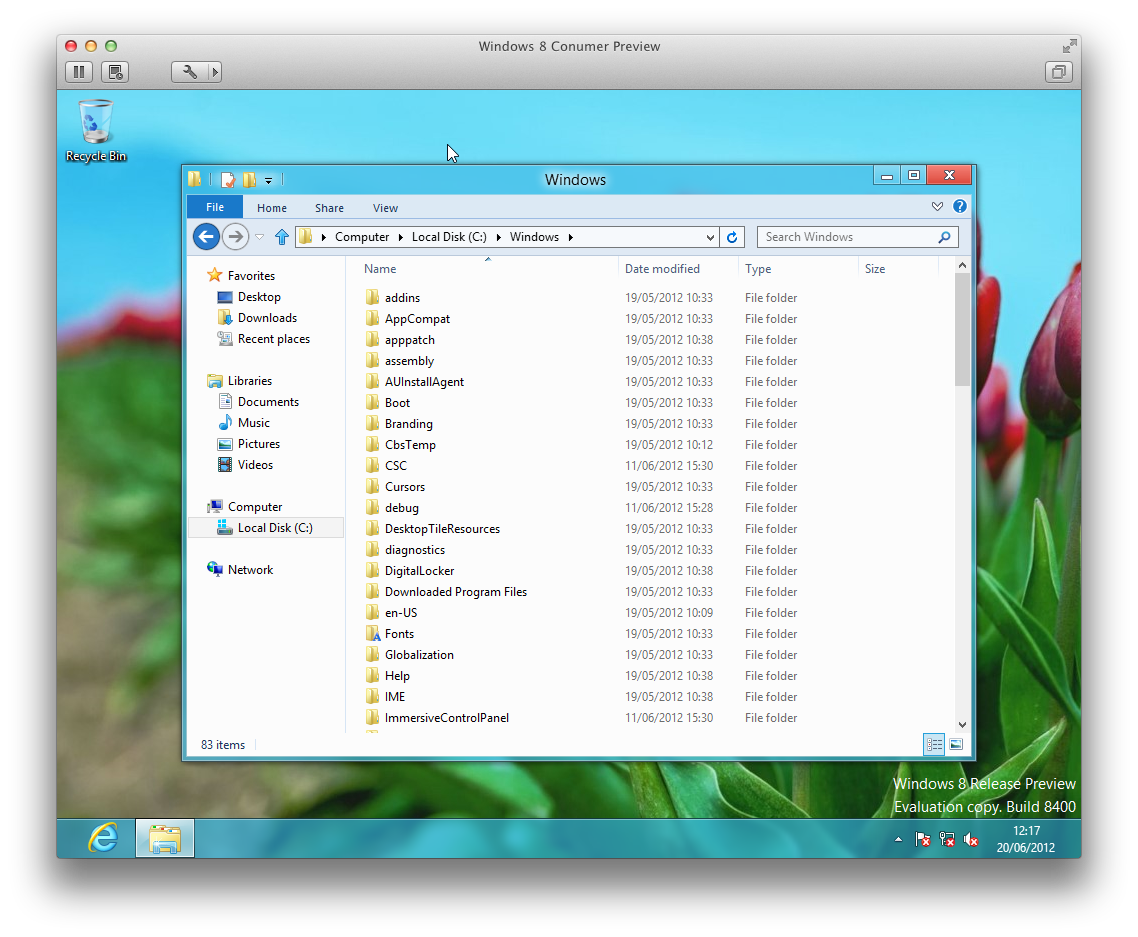 Windows 8 Conumer Preview
Recycle Bin
Windows
File Home Share View
Computer Local Disk (C:) Windows
Search Windows
Favorites
Desktop
Downloads
Recent places
Libraries
Documents
Music
Pictures
Videos
Computer
Local Disk (C:)
Network
Name Date modified Type Size
addins 19/05/2012 10:33 File folder
AppCompat 19/05/2012 10:33 File folder
apppatch 19/05/2012 10:38 File folder
assembly 19/05/2012 10:33 File folder
AUInstallAgent 19/05/2012 10:33 File folder
Boot 19/05/2012 10:33 File folder
Branding 19/05/2012 10:33 File folder
CbsTemp 19/05/2012 10:12 File folder
CSC 11/06/2012 15:30 File folder
Cursors 19/05/2012 10:33 File folder
debug 11/06/2012 15:28 File folder
DesktopTileResources 19/05/2012 10:33 File folder
diagnostics 19/05/2012 10:33 File folder
DigitalLocker 19/05/2012 10:38 File folder
Downloaded Program Files 19/05/2012 10:33 File folder
en-US 19/05/2012 10:09 File folder
Fonts 19/05/2012 10:33 File folder
Globalization 19/05/2012 10:33 File folder
Help 19/05/2012 10:38 File folder
IME 19/05/2012 10:38 File folder
ImmersiveControlPanel 11/06/2012 15:30 File folder
83 items
Windows 8 Release Preview
Evaluation copy. Build 8400
12:17
20/06/2012